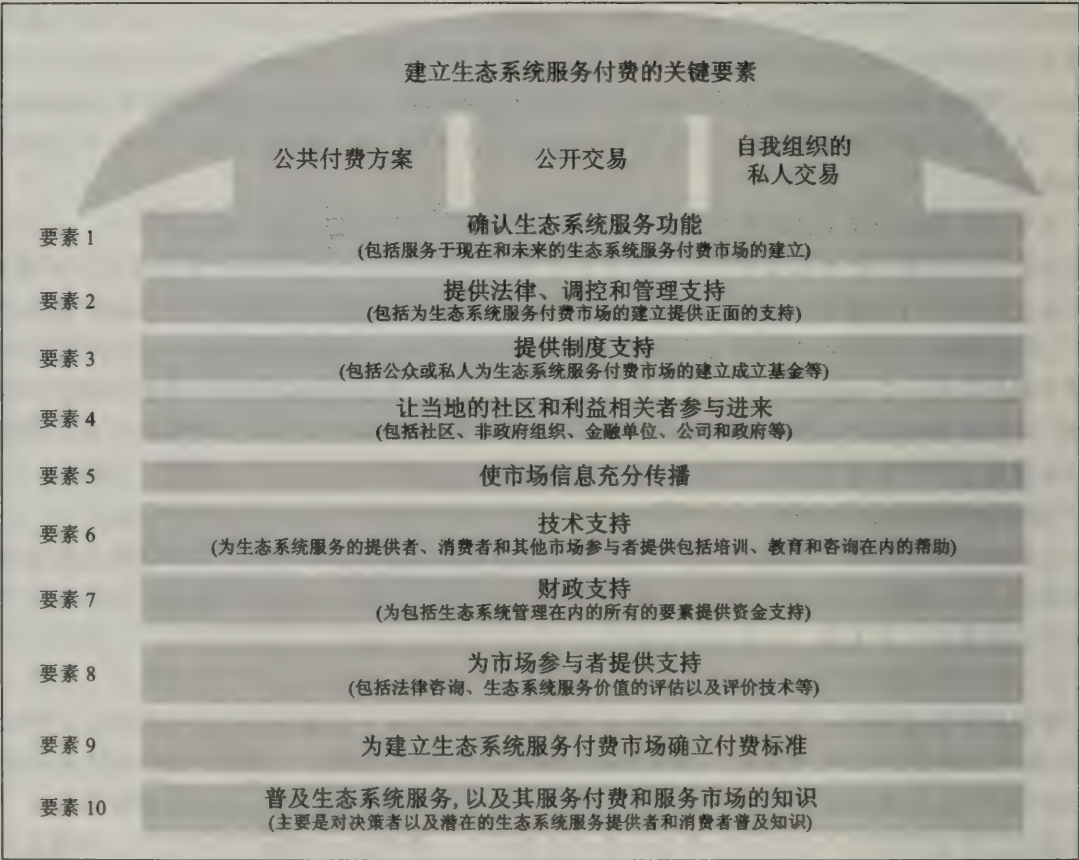 建立生态系统服务付费的关键要素
公共付费方案
公开交易
自我组织的
私人交易
要素 1
确认生态系统服务功能
(包括服务于现在和未来的生态系统服务付费市场的建立)
要素 2
提供法律、调控和管理支持
(包括为生态系统服务付费市场的建立提供正面的支持)
要素 3
提供制度支持
(包括公众或私人为生态系统服务付费市场的建立成立基金等)
要素 4
让当地的社区和利益相关者参与进来
(包括社区、非政府组织、金融单位、公司和政府等)
要素 5
使市场信息充分传播
要素 6
技术支持
(为生态系统服务的提供者、消费者和其他市场参与者提供包括培训、教育和咨询在内的帮助)
要素 7
财政支持
(为包括生态系统管理在内的所有的要素提供资金支持)
要素 8
为市场参与者提供支持
(包括法律咨询、生态系统服务价值的评估以及评价技术等)
要素 9
为建立生态系统服务付费市场确立付费标准
要素 10
普及生态系统服务, 以及其服务付费和服务市场的知识
(主要是对决策者以及潜在的生态系统服务提供者和消费者普及知识)